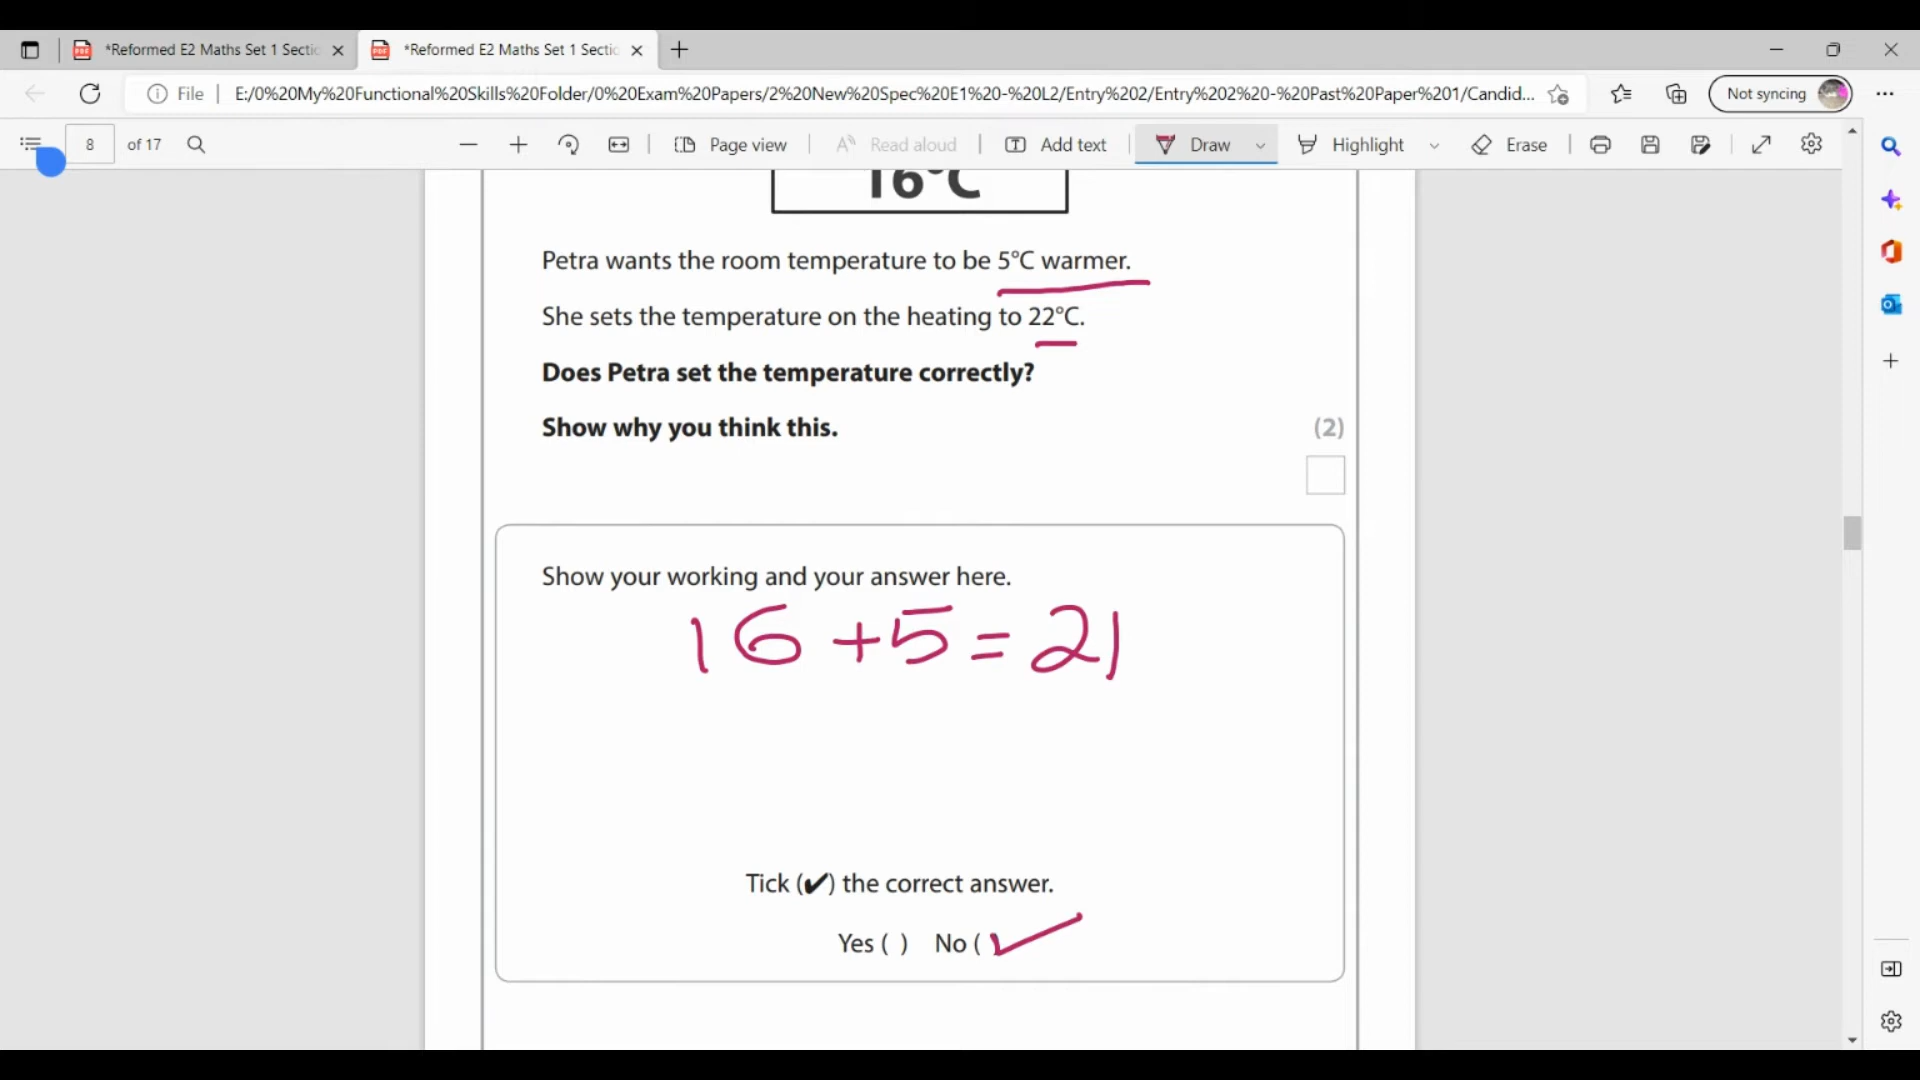 *Reformed E2 Maths Set 1 Sectio
*Reformed E2 Maths Set 1 Sectio
File
E:/0%20My%20Functional%20Skills%20Folder/0%20Exam%20Papers/2%20New%20Spec%20E1%20-%20L2/Entry%202/Entry%202%20-%20Past%20Paper%201/Candid...
Not syncing
8 of 17
Page view
Read aloud
Add text
Draw
Highlight
Erase
16°C
Petra wants the room temperature to be 5°C warmer.
She sets the temperature on the heating to 22°C.
Does Petra set the temperature correctly?
Show why you think this. (2)
Show your working and your answer here.
16 + 5 = 21
Tick (✔) the correct answer.
Yes ( ) No ( ✓